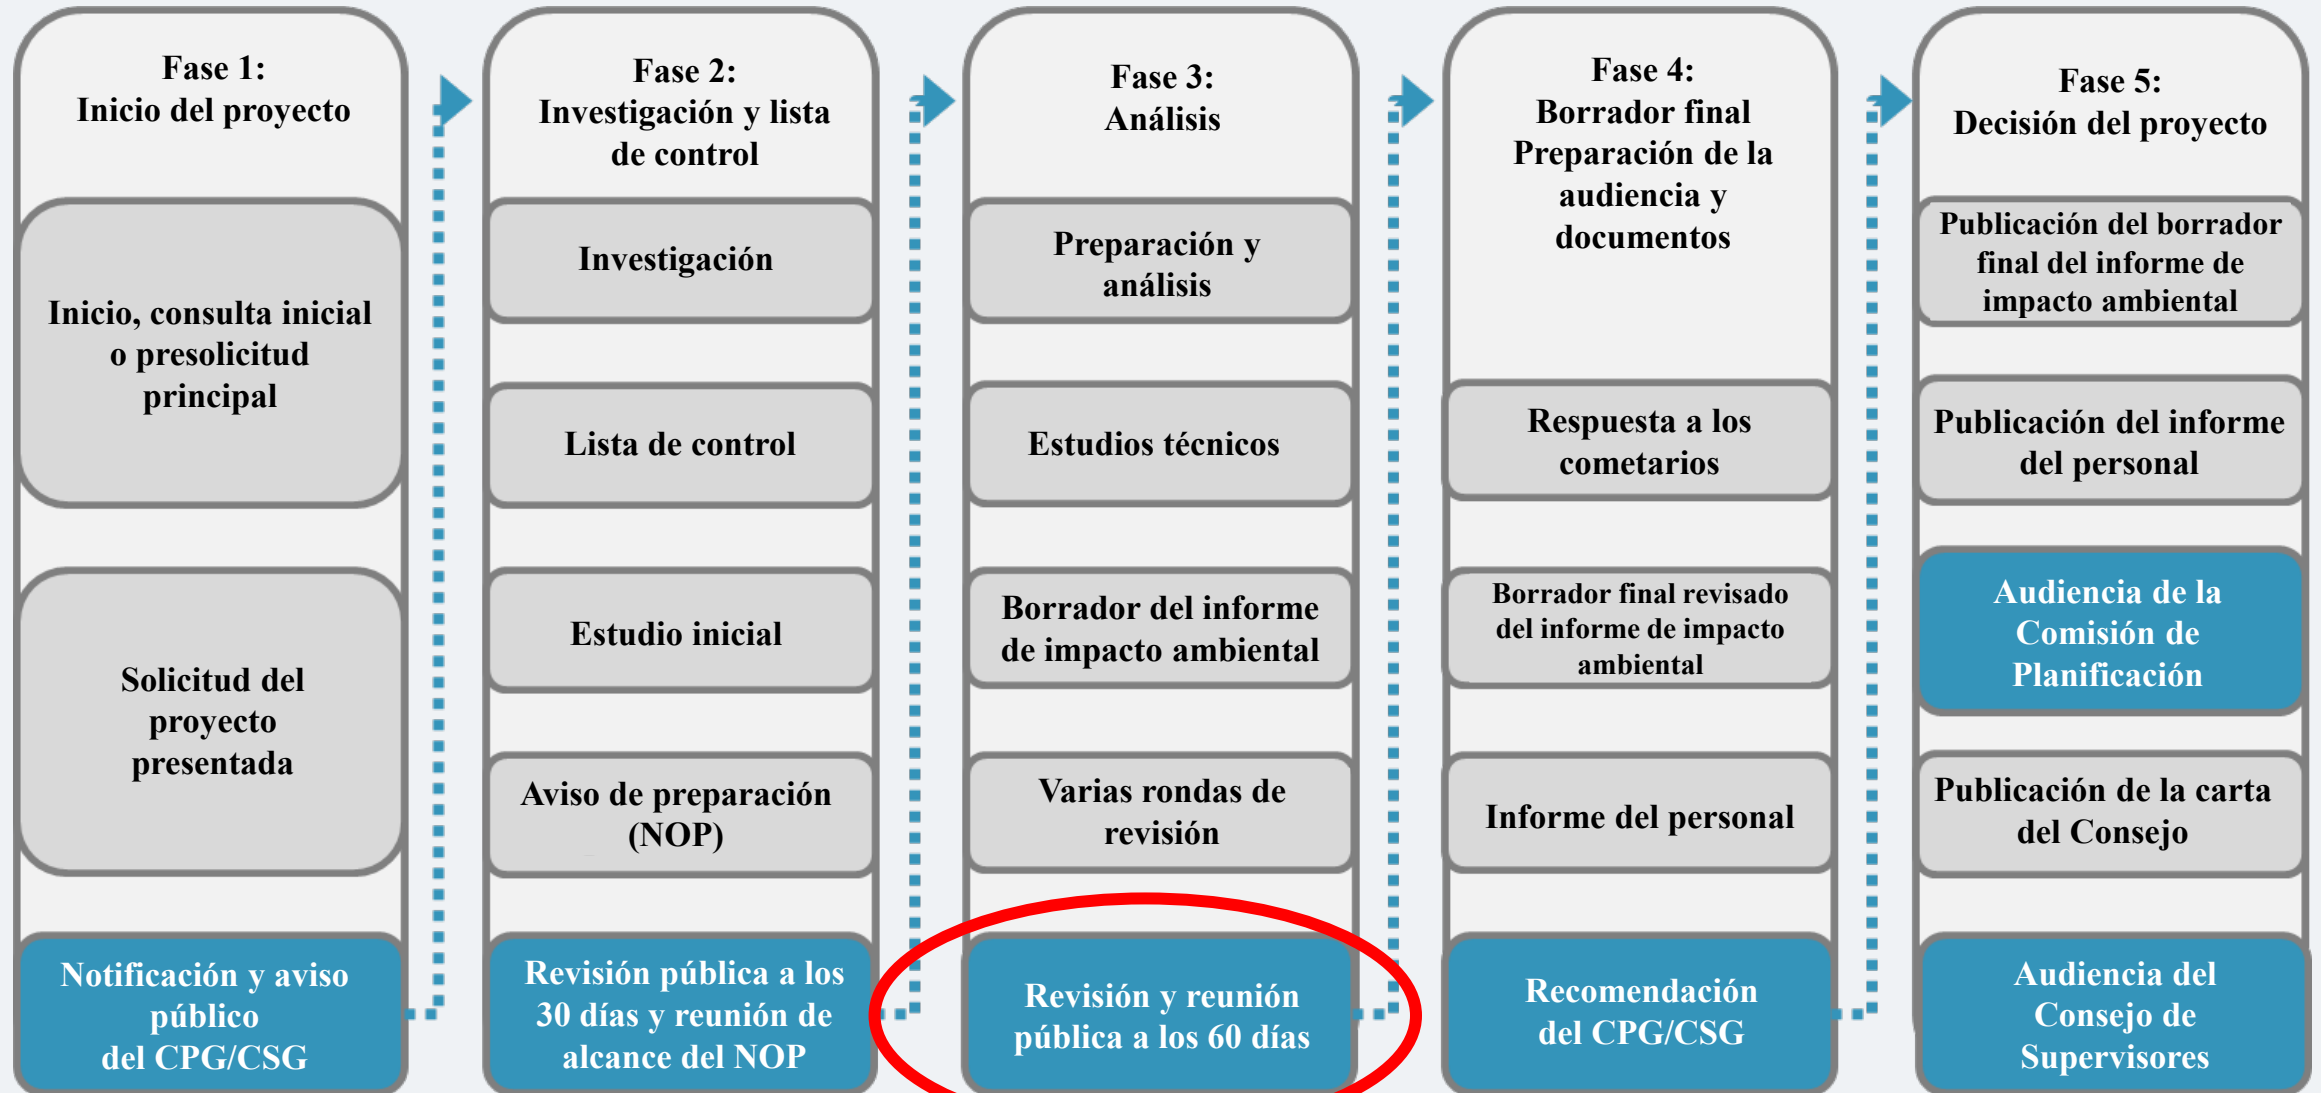 Fase 1:
Inicio del proyecto
Inicio, consulta inicial
o presolicitud
principal
Solicitud del
proyecto
presentada
Notificación y aviso
público
del CPG/CSG
Fase 2:
Investigación y lista
de control
Investigación
Lista de control
Estudio inicial
Aviso de preparación
(NOP)
Revisión pública a los
30 días y reunión de
alcance del NOP
Fase 3:
Análisis
Preparación y
análisis
Estudios técnicos
Borrador del informe
de impacto ambiental
Varias rondas de
revisión
Revisión y reunión
pública a los 60 días
Fase 4:
Borrador final
Preparación de la
audiencia y
documentos
Respuesta a los
cometarios
Borrador final revisado
del informe de impacto
ambiental
Informe del personal
Recomendación
del CPG/CSG
Fase 5:
Decisión del proyecto
Publicación del borrador
final del informe de
impacto ambiental
Publicación del informe
del personal
Audiencia de la
Comisión de
Planificación
Publicación de la carta
del Consejo
Audiencia del
Consejo de
Supervisores